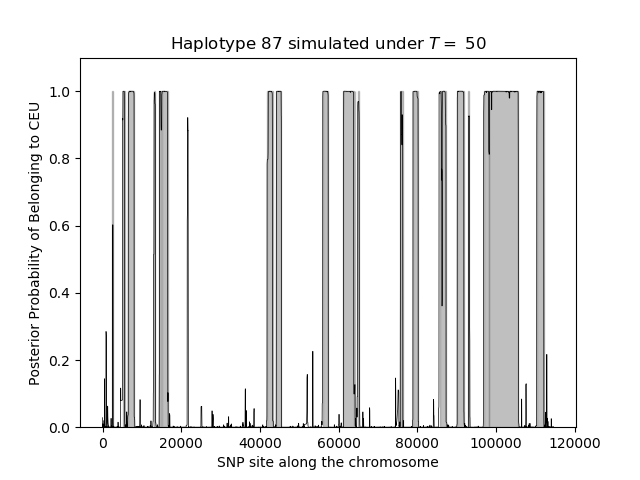 Haplotype 87 simulated under T = 50
Posterior Probability of Belonging to CEU
1.0
0.8
0.6
0.4
0.2
0.0
0 20000 40000 60000 80000 100000 120000
SNP site along the chromosome